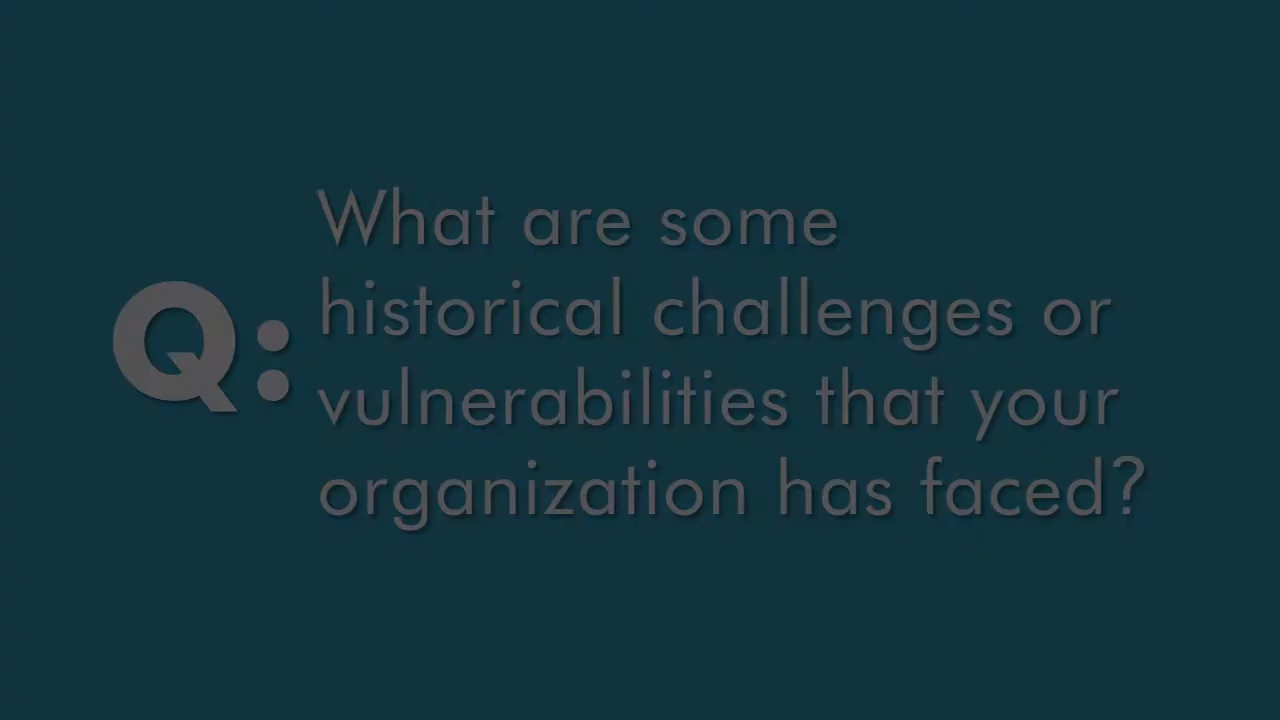 Q:
What are some
historical challenges or
vulnerabilities that your
organization has faced?